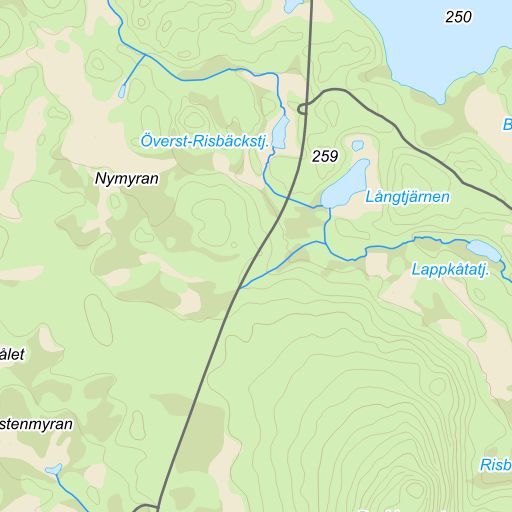 250
B
Överst-Risbäckstj.
259
Nymyran
Långtjärnen
Lappkåtatj.
ålet
stenmyran
Risb